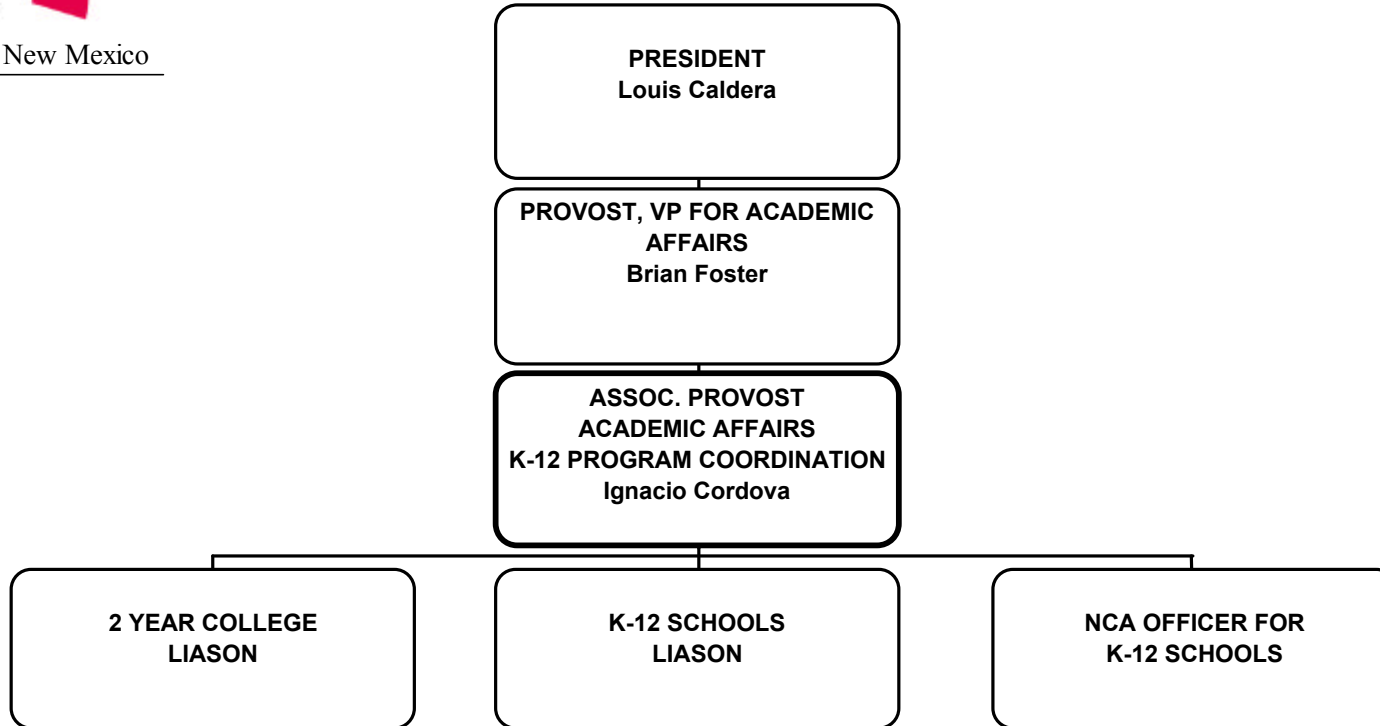 New Mexico
PRESIDENT
Louis Caldera
PROVOST, VP FOR ACADEMIC
AFFAIRS
Brian Foster
ASSOC. PROVOST
ACADEMIC AFFAIRS
K-12 PROGRAM COORDINATION
Ignacio Cordova
2 YEAR COLLEGE
LIASON
K-12 SCHOOLS
LIASON
NCA OFFICER FOR
K-12 SCHOOLS